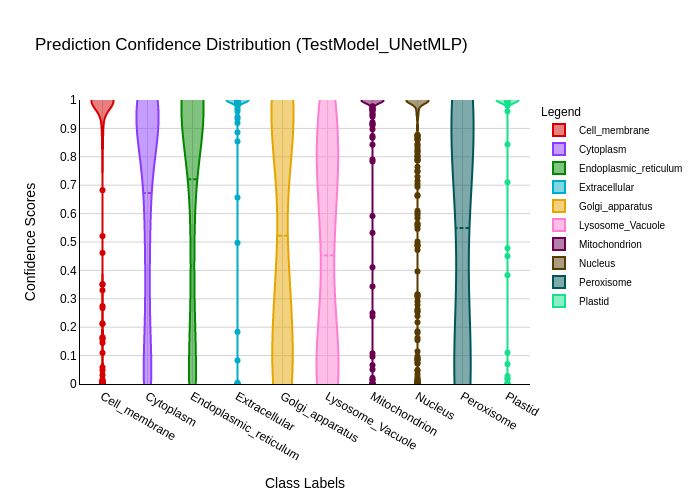 Prediction Confidence Distribution (TestModel_UNetMLP)
Confidence Scores
1
0.9
0.8
0.7
0.6
0.5
0.4
0.3
0.2
0.1
0
Cell_membrane
Cytoplasm
Endoplasmic_reticulum
Extracellular
Golgi_apparatus
Lysosome_Vacuole
Mitochondrion
Nucleus
Peroxisome
Plastid
Class Labels
Legend
Cell_membrane
Cytoplasm
Endoplasmic_reticulum
Extracellular
Golgi_apparatus
Lysosome_Vacuole
Mitochondrion
Nucleus
Peroxisome
Plastid